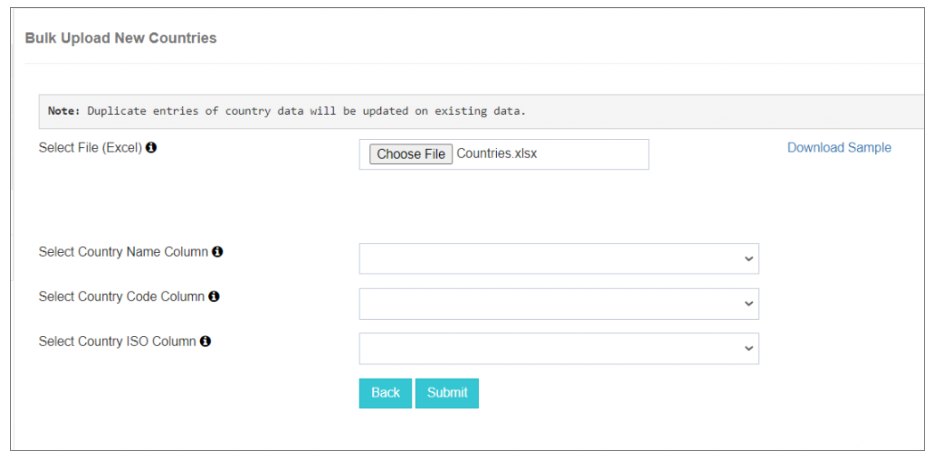 Bulk Upload New Countries
Note: Duplicate entries of country data will be updated on existing data.
Select File (Excel)
Choose File Countries.xlsx
Download Sample
Select Country Name Column
Select Country Code Column
Select Country ISO Column
Back Submit